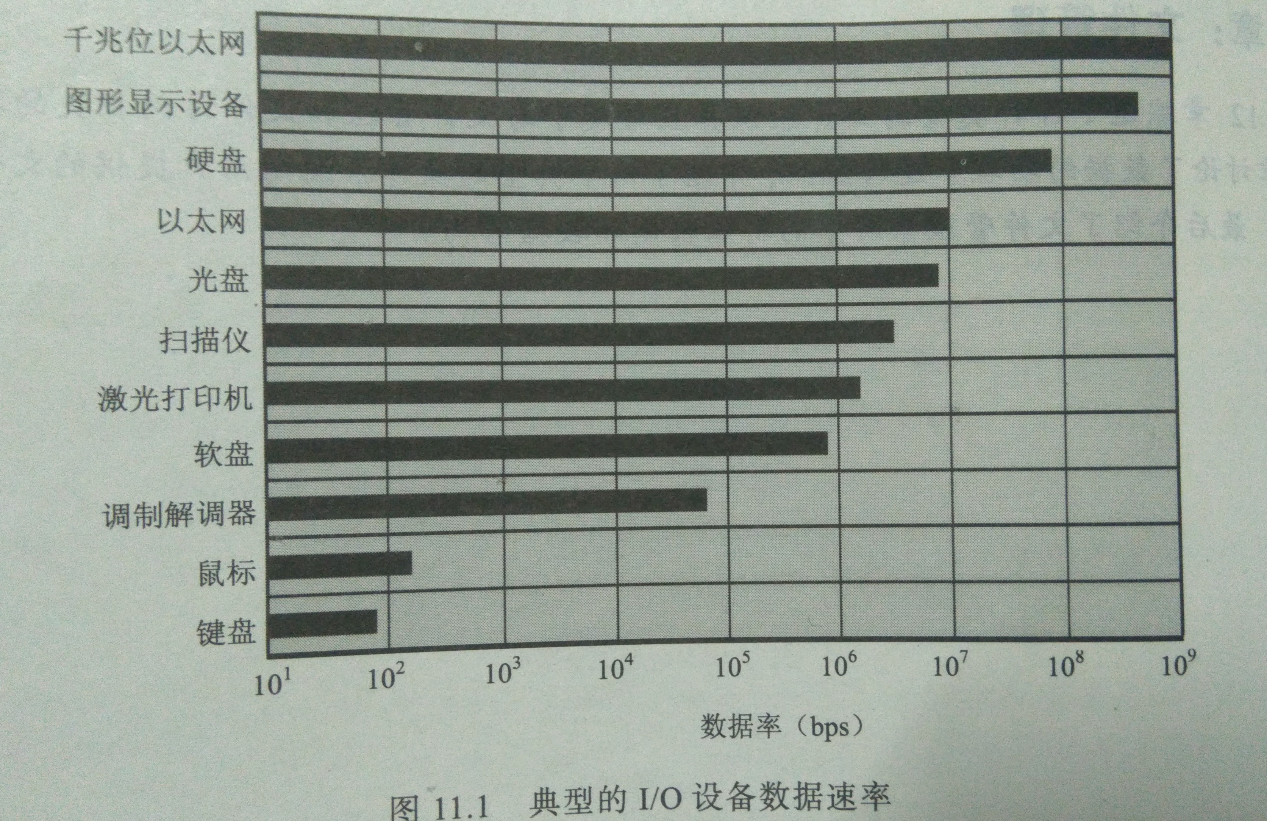 千兆位以太网
图形显示设备
硬盘
以太网
光盘
扫描仪
激光打印机
软盘
调制解调器
鼠标
键盘
10¹ 10² 10³ 10⁴ 10⁵ 10⁶ 10⁷ 10⁸ 10⁹
数据率（bps）
图 11.1 典型的 I/O 设备数据速率